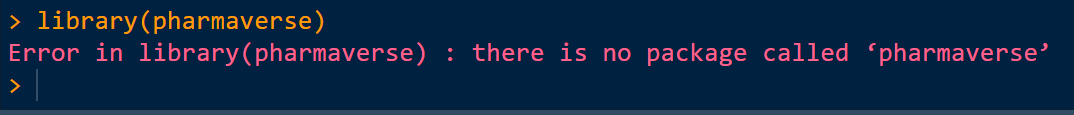 > library(pharmaverse)
Error in library(pharmaverse) : there is no package called ‘pharmaverse’
>